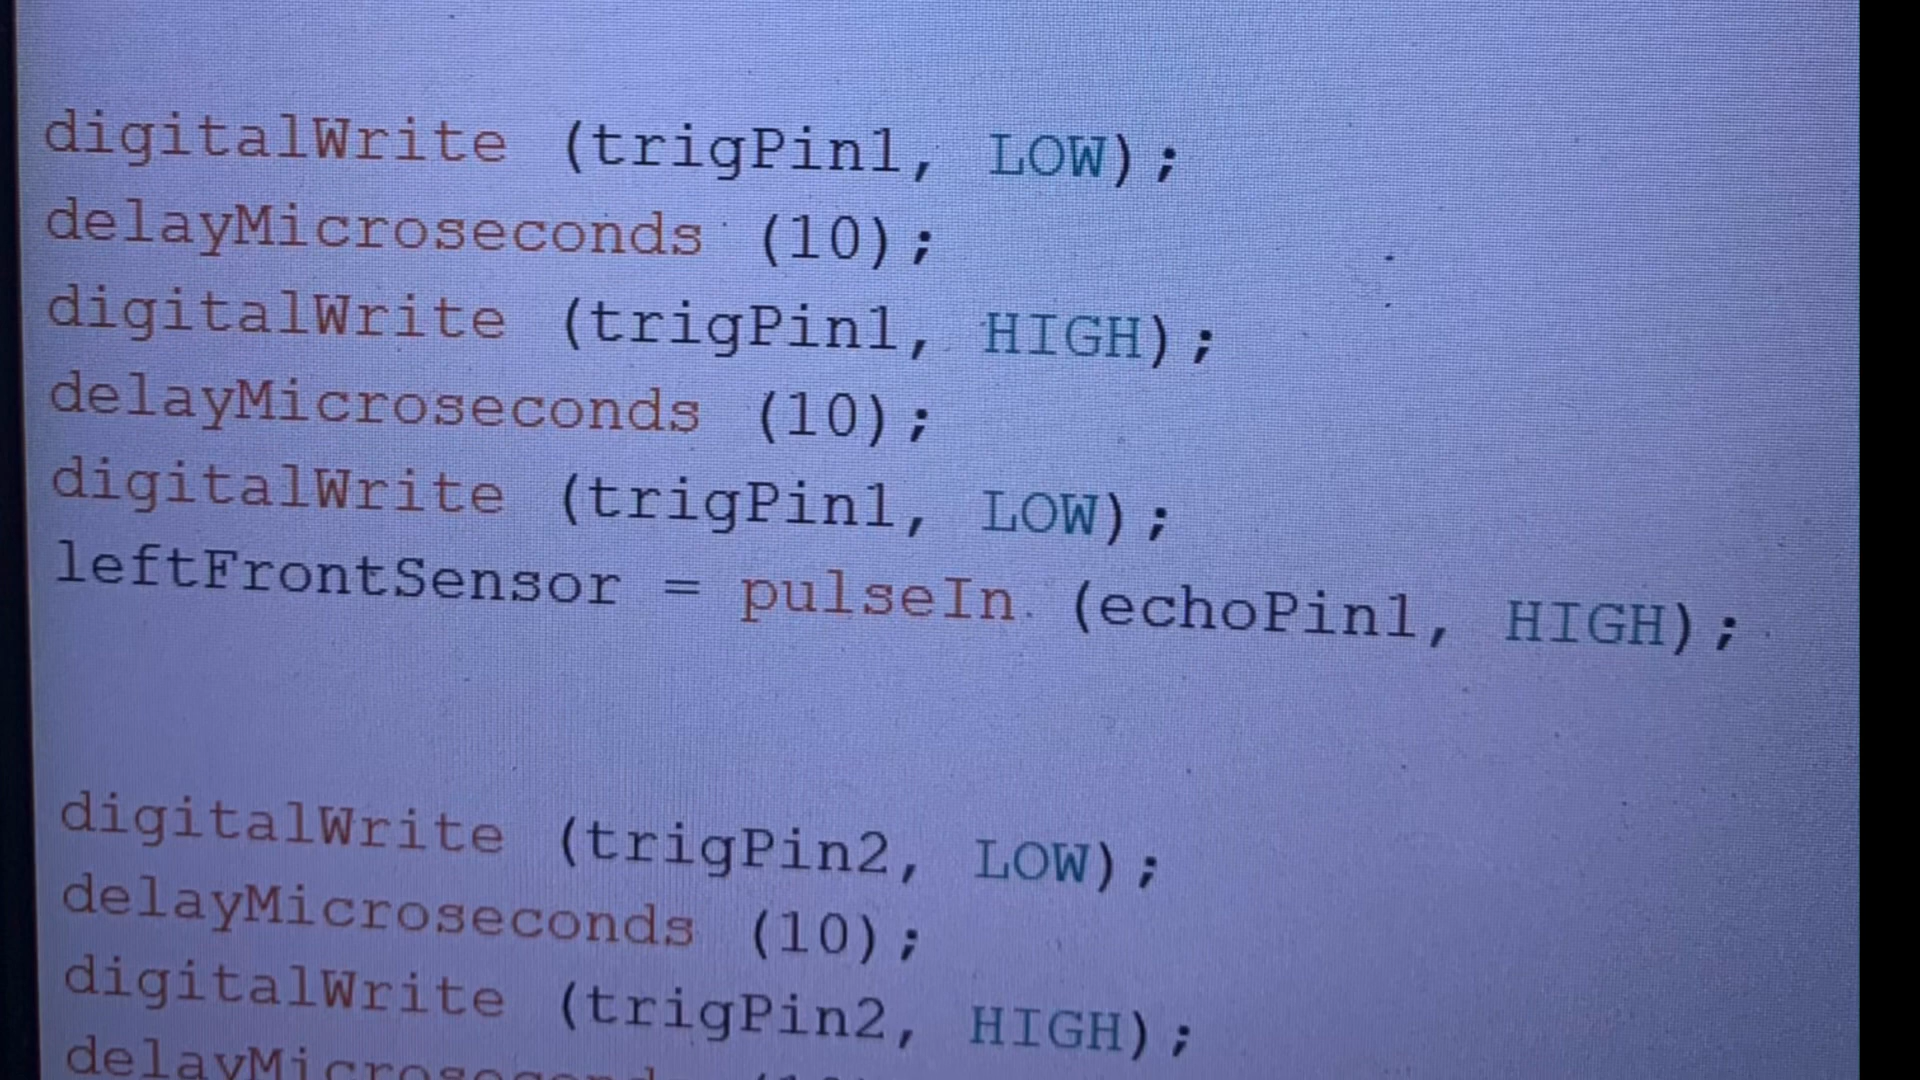 digitalWrite (trigPin1, LOW);
delayMicroseconds (10);
digitalWrite (trigPin1, HIGH);
delayMicroseconds (10);
digitalWrite (trigPin1, LOW);
leftFrontSensor = pulseIn (echoPin1, HIGH);
digitalWrite (trigPin2, LOW);
delayMicroseconds (10);
digitalWrite (trigPin2, HIGH);